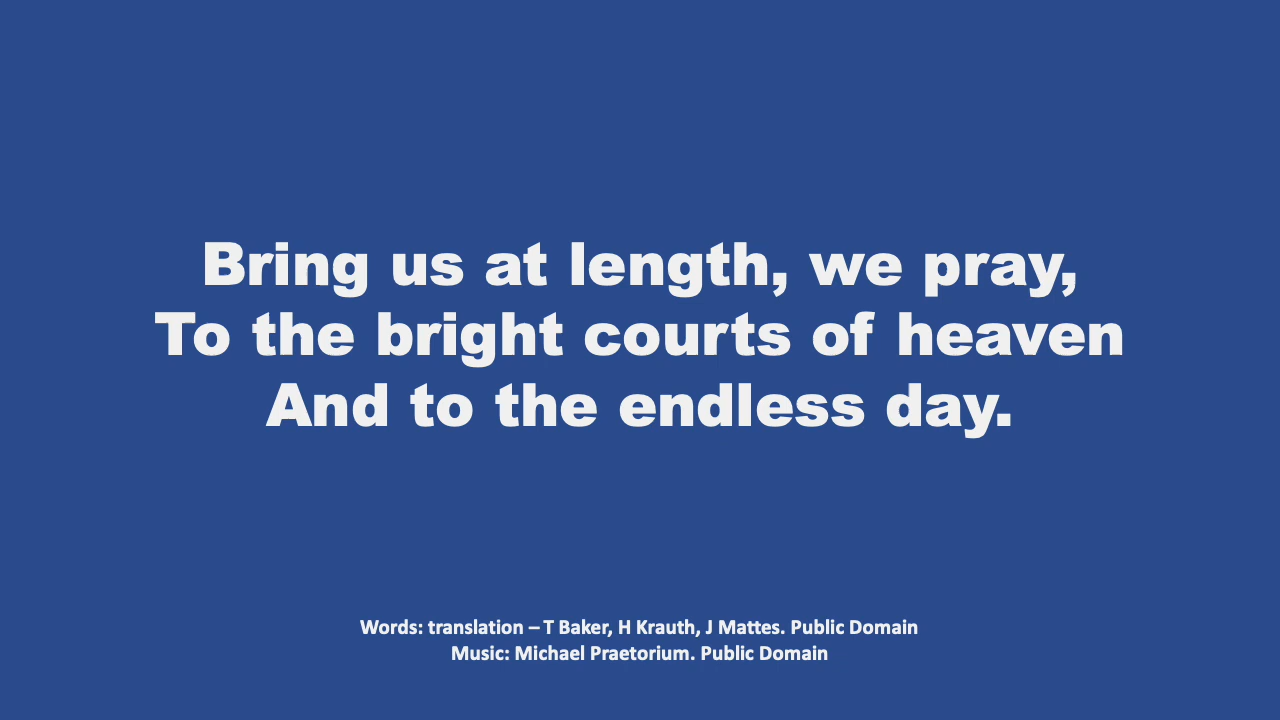 Bring us at length, we pray,
To the bright courts of heaven
And to the endless day.
Words: translation – T Baker, H Krauth, J Mattes. Public Domain
Music: Michael Praetorium. Public Domain